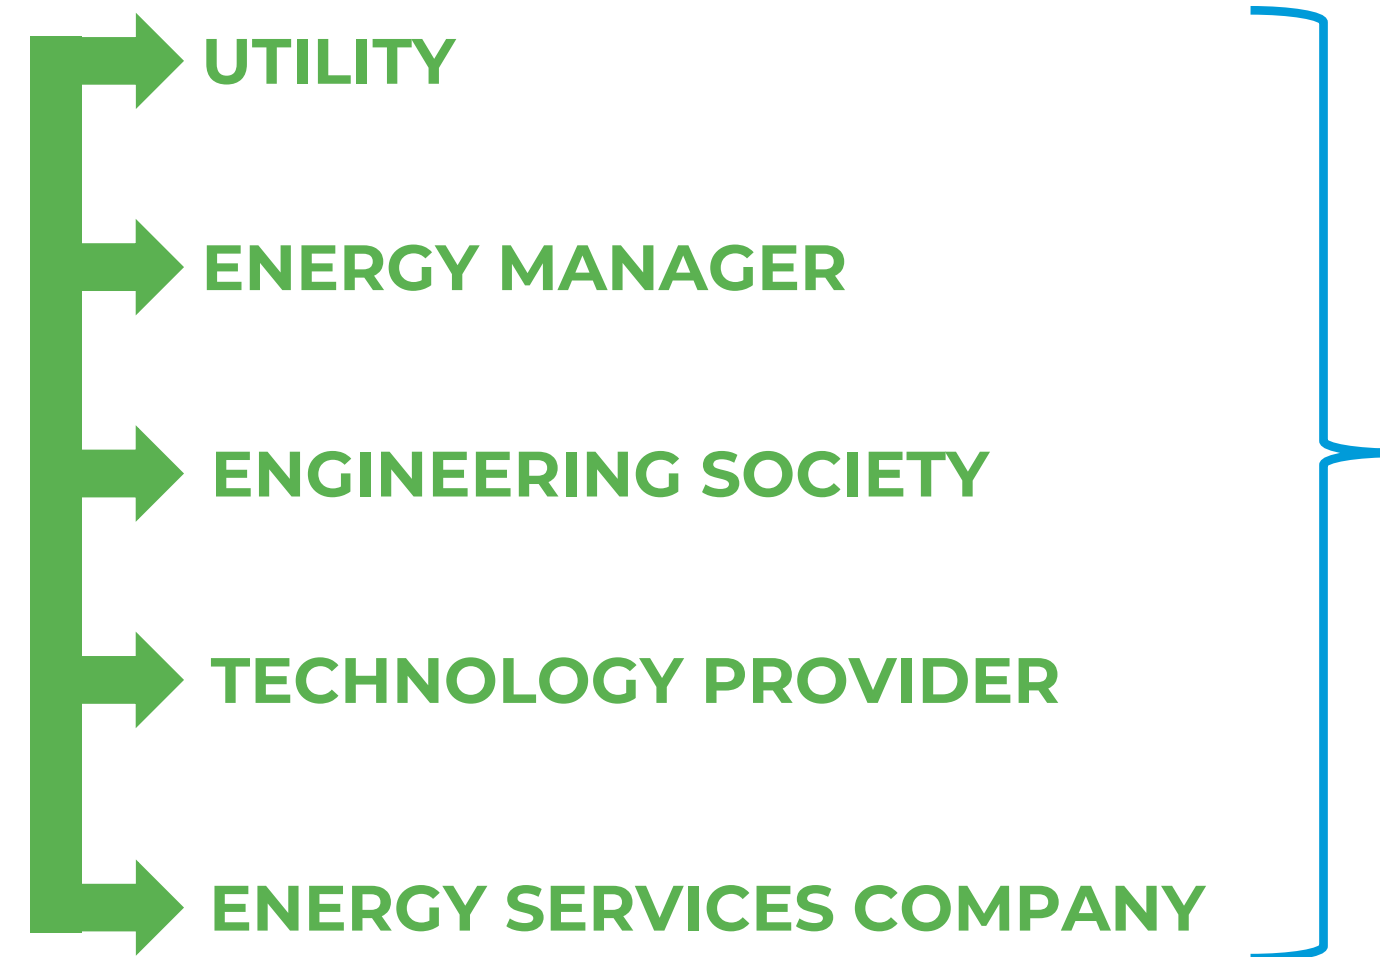 UTILITY
ENERGY MANAGER
ENGINEERING SOCIETY
TECHNOLOGY PROVIDER
ENERGY SERVICES COMPANY